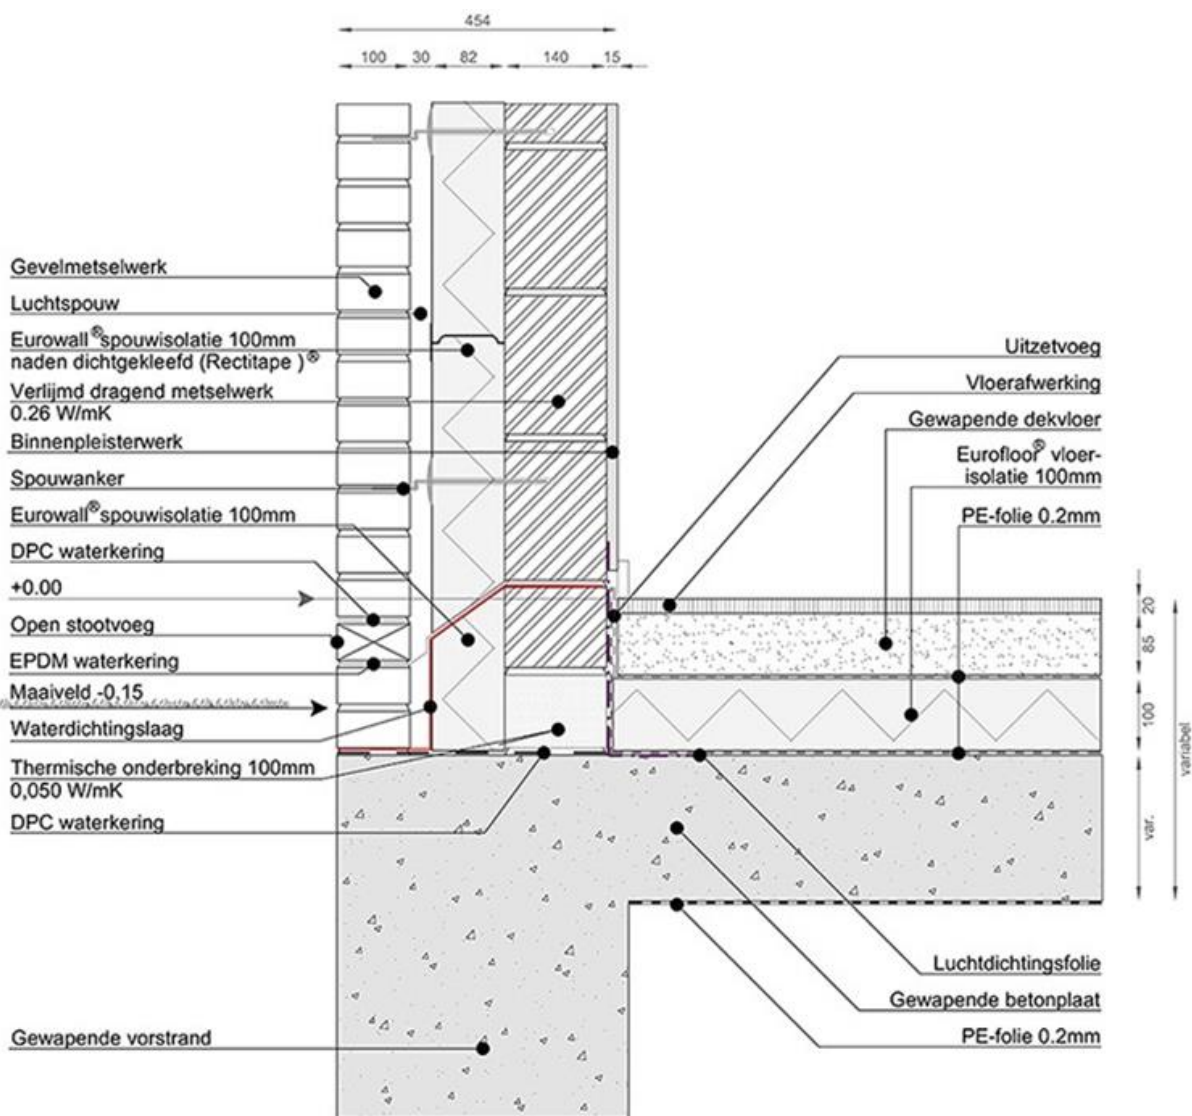 454
100 30 82 140 15
Gevelmetselwerk
Luchtspouw
Eurowall® spouwisolatie 100mm
naden dichtgekleefd (Rectitape )®
Verlijmd dragend metselwerk
0.26 W/mK
Binnenpleisterwerk
Spouwanker
Eurowall® spouwisolatie 100mm
DPC waterkering
+0.00
Open stootvoeg
EPDM waterkering
Maaiveld -0,15
Waterdichtingslaag
Thermische onderbreking 100mm
0,050 W/mK
DPC waterkering
Gewapende vorstrand
Uitzetvoeg
Vloerafwerking
Gewapende dekvloer
Eurofloor® vloer-
isolatie 100mm
PE-folie 0.2mm
20
85
100
var.
variabel
Luchtdichtingsfolie
Gewapende betonplaat
PE-folie 0.2mm